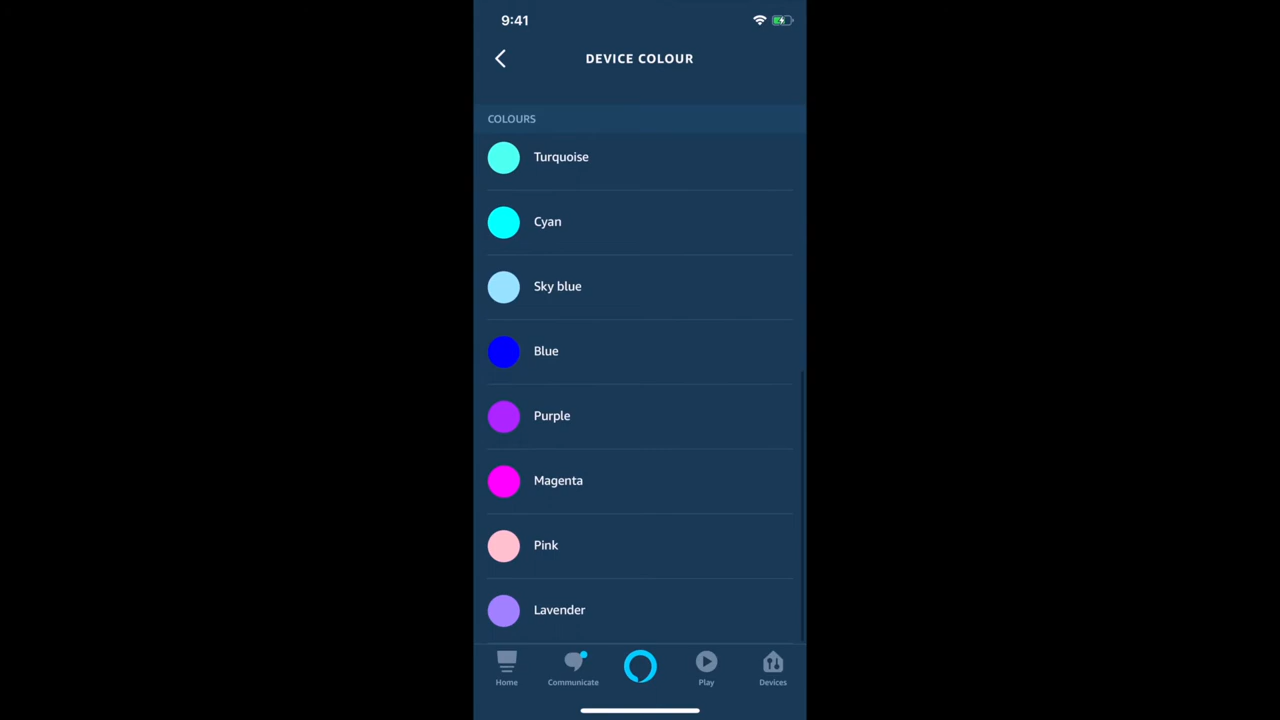 9:41
DEVICE COLOUR
COLOURS
Turquoise
Cyan
Sky blue
Blue
Purple
Magenta
Pink
Lavender
Home Communicate Play Devices